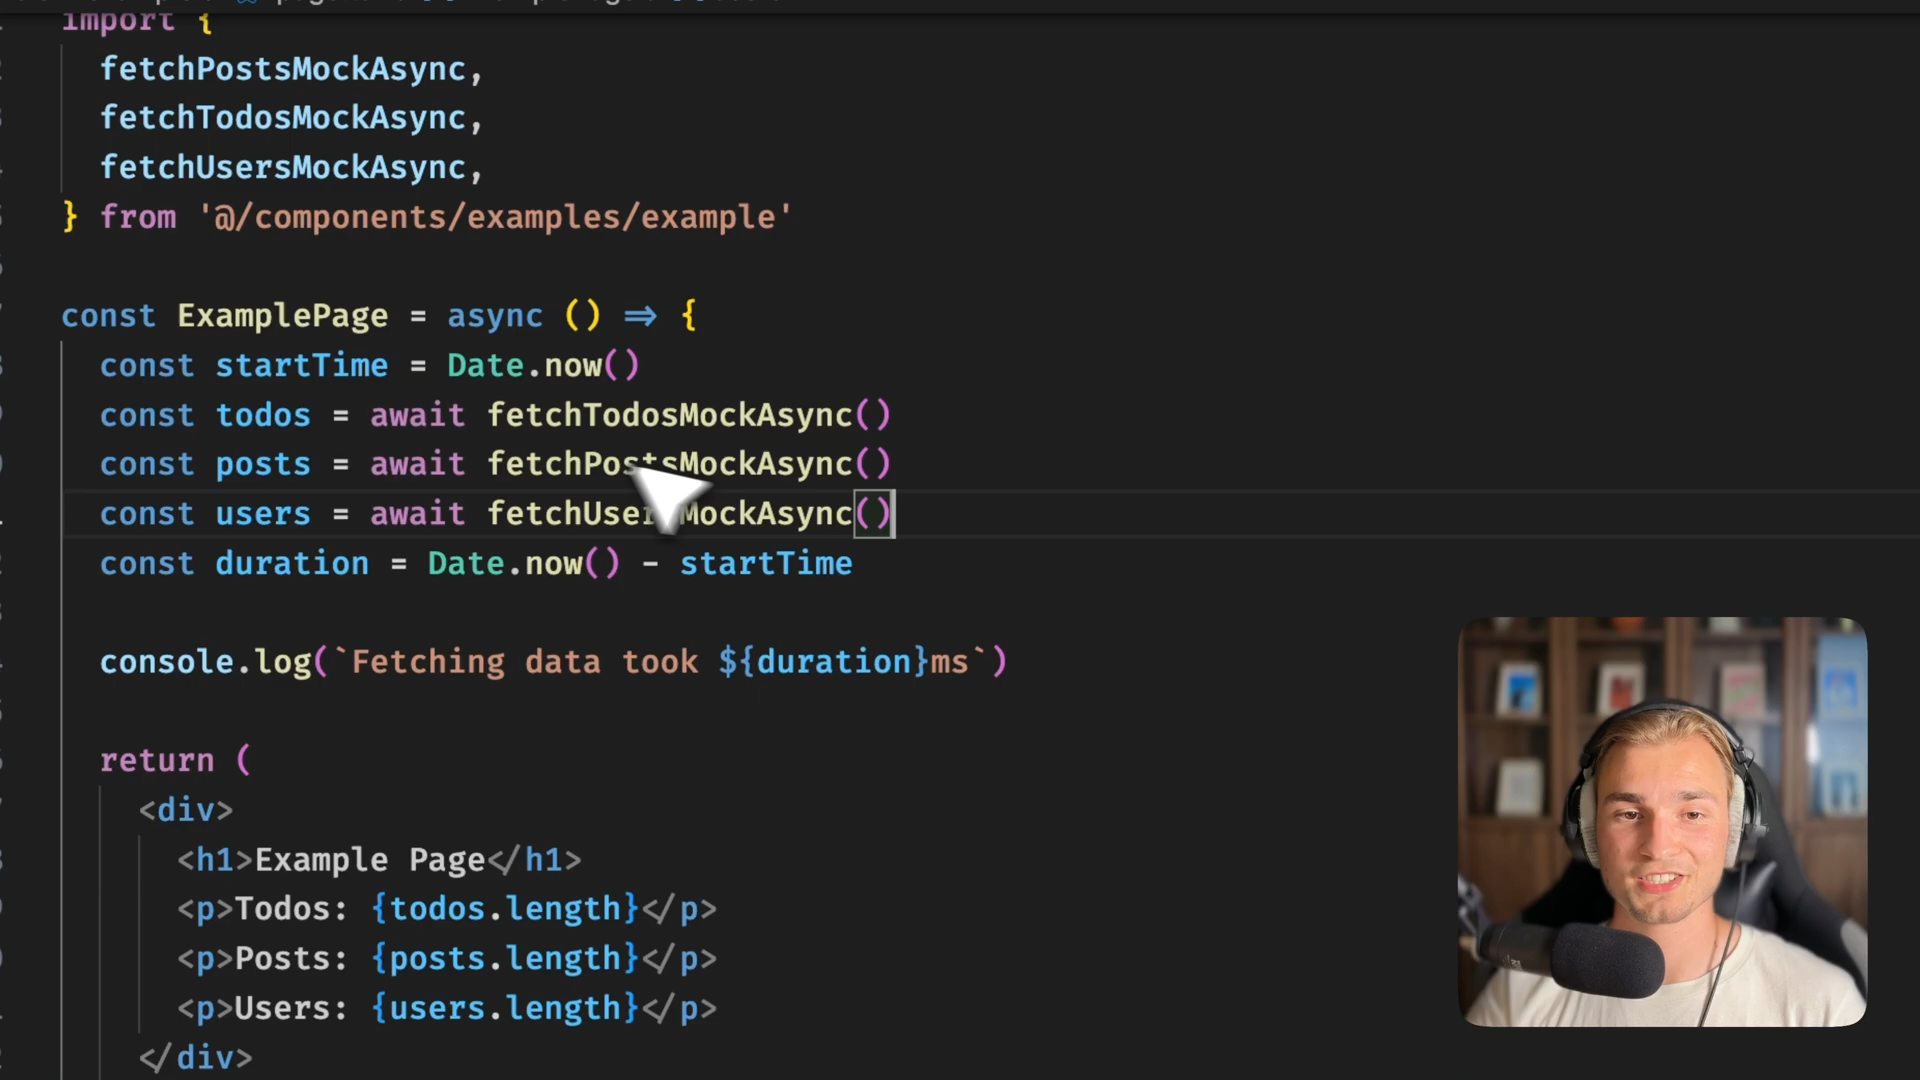 import {
fetchPostsMockAsync,
fetchTodosMockAsync,
fetchUsersMockAsync,
} from '@/components/examples/example'
const ExamplePage = async () => {
const startTime = Date.now()
const todos = await fetchTodosMockAsync()
const posts = await fetchPostsMockAsync()
const users = await fetchUsersMockAsync()
const duration = Date.now() - startTime
console.log(`Fetching data took ${duration}ms`)
return (
<div>
<h1>Example Page</h1>
<p>Todos: {todos.length}</p>
<p>Posts: {posts.length}</p>
<p>Users: {users.length}</p>
</div>